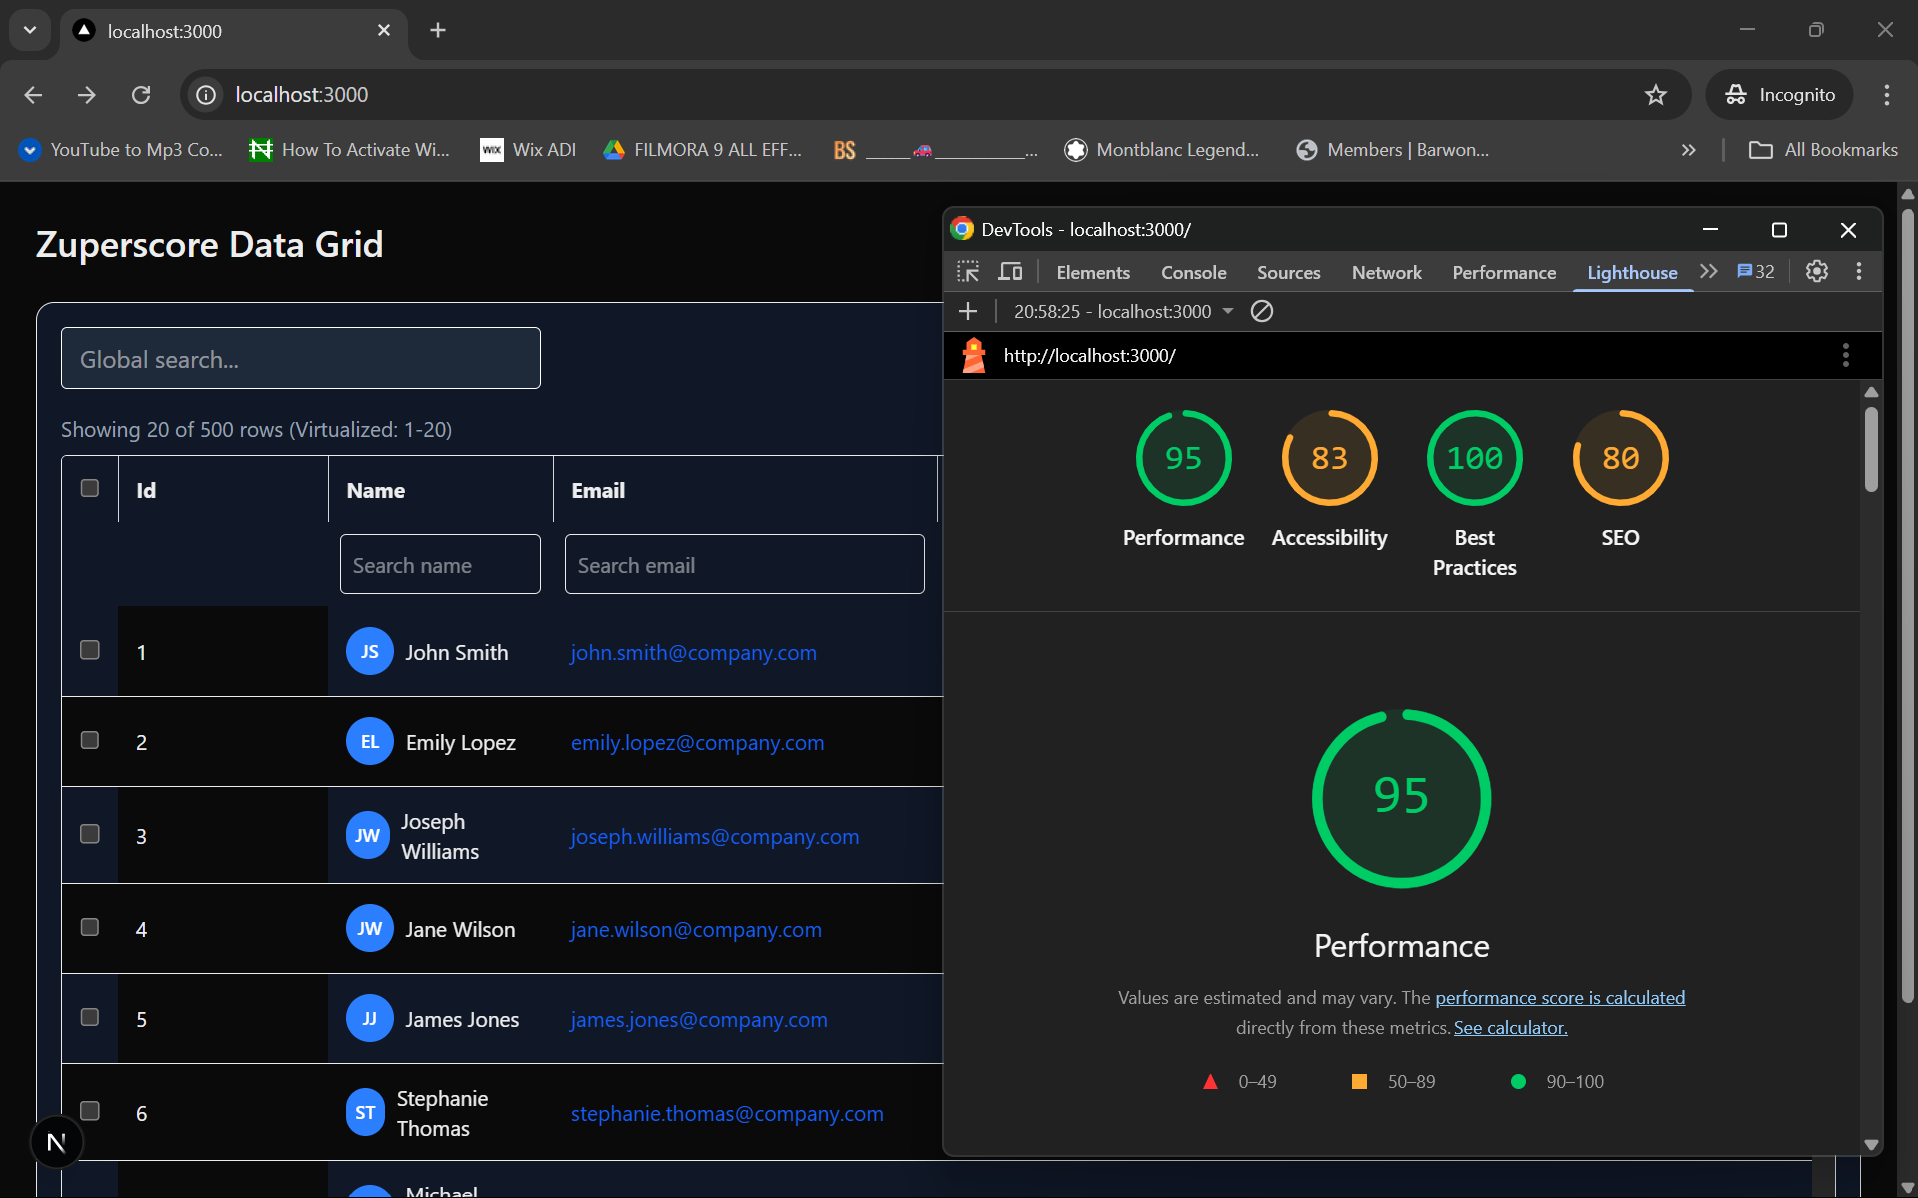 localhost:3000
localhost:3000
Incognito
YouTube to Mp3 Co...
How To Activate Wi...
WIX Wix ADI
FILMORA 9 ALL EFF...
BS _____🚗__________...
Montblanc Legend...
Members | Barwon...
All Bookmarks
Zuperscore Data Grid
Global search...
Showing 20 of 500 rows (Virtualized: 1-20)
Id Name Email
Search name Search email
1 JS John Smith john.smith@company.com
2 EL Emily Lopez emily.lopez@company.com
3 JW Joseph Williams joseph.williams@company.com
4 JW Jane Wilson jane.wilson@company.com
5 JJ James Jones james.jones@company.com
6 ST Stephanie Thomas stephanie.thomas@company.com
Michael
N
DevTools - localhost:3000/
Elements Console Sources Network Performance Lighthouse 32
20:58:25 - localhost:3000
http://localhost:3000/
95 83 100 80
Performance Accessibility Best Practices SEO
95
Performance
Values are estimated and may vary. The performance score is calculated
directly from these metrics. See calculator.
0–49 50–89 90–100